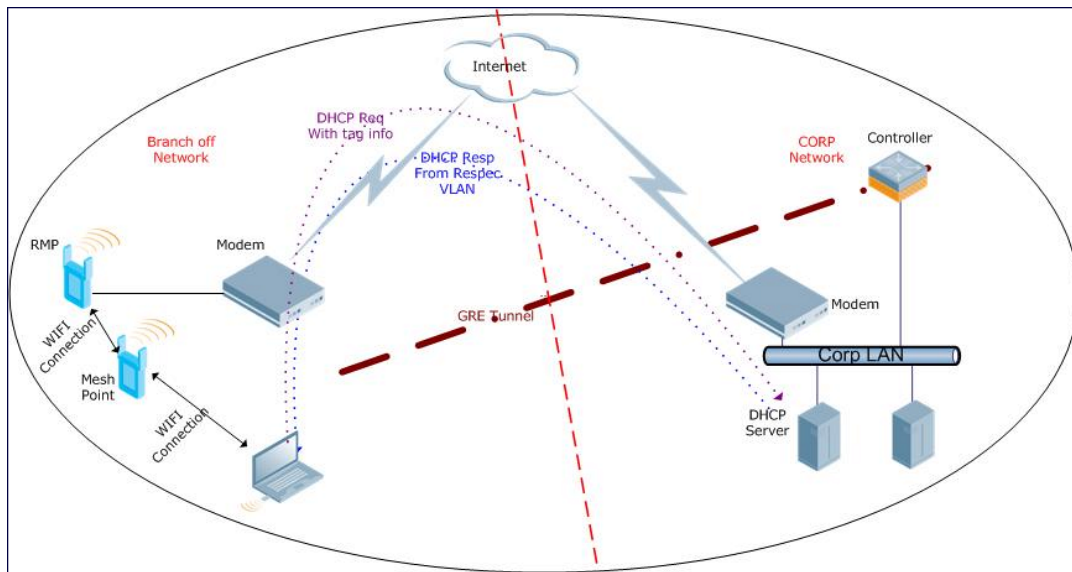 Internet
DHCP Req
With tag info
Branch off
Network
DHCP Resp
From Respec
VLAN
CORP
Network
Controller
RMP
Modem
WIFI
Connection
GRE Tunnel
Modem
Corp LAN
Mesh
Point
WIFI
Connection
DHCP
Server